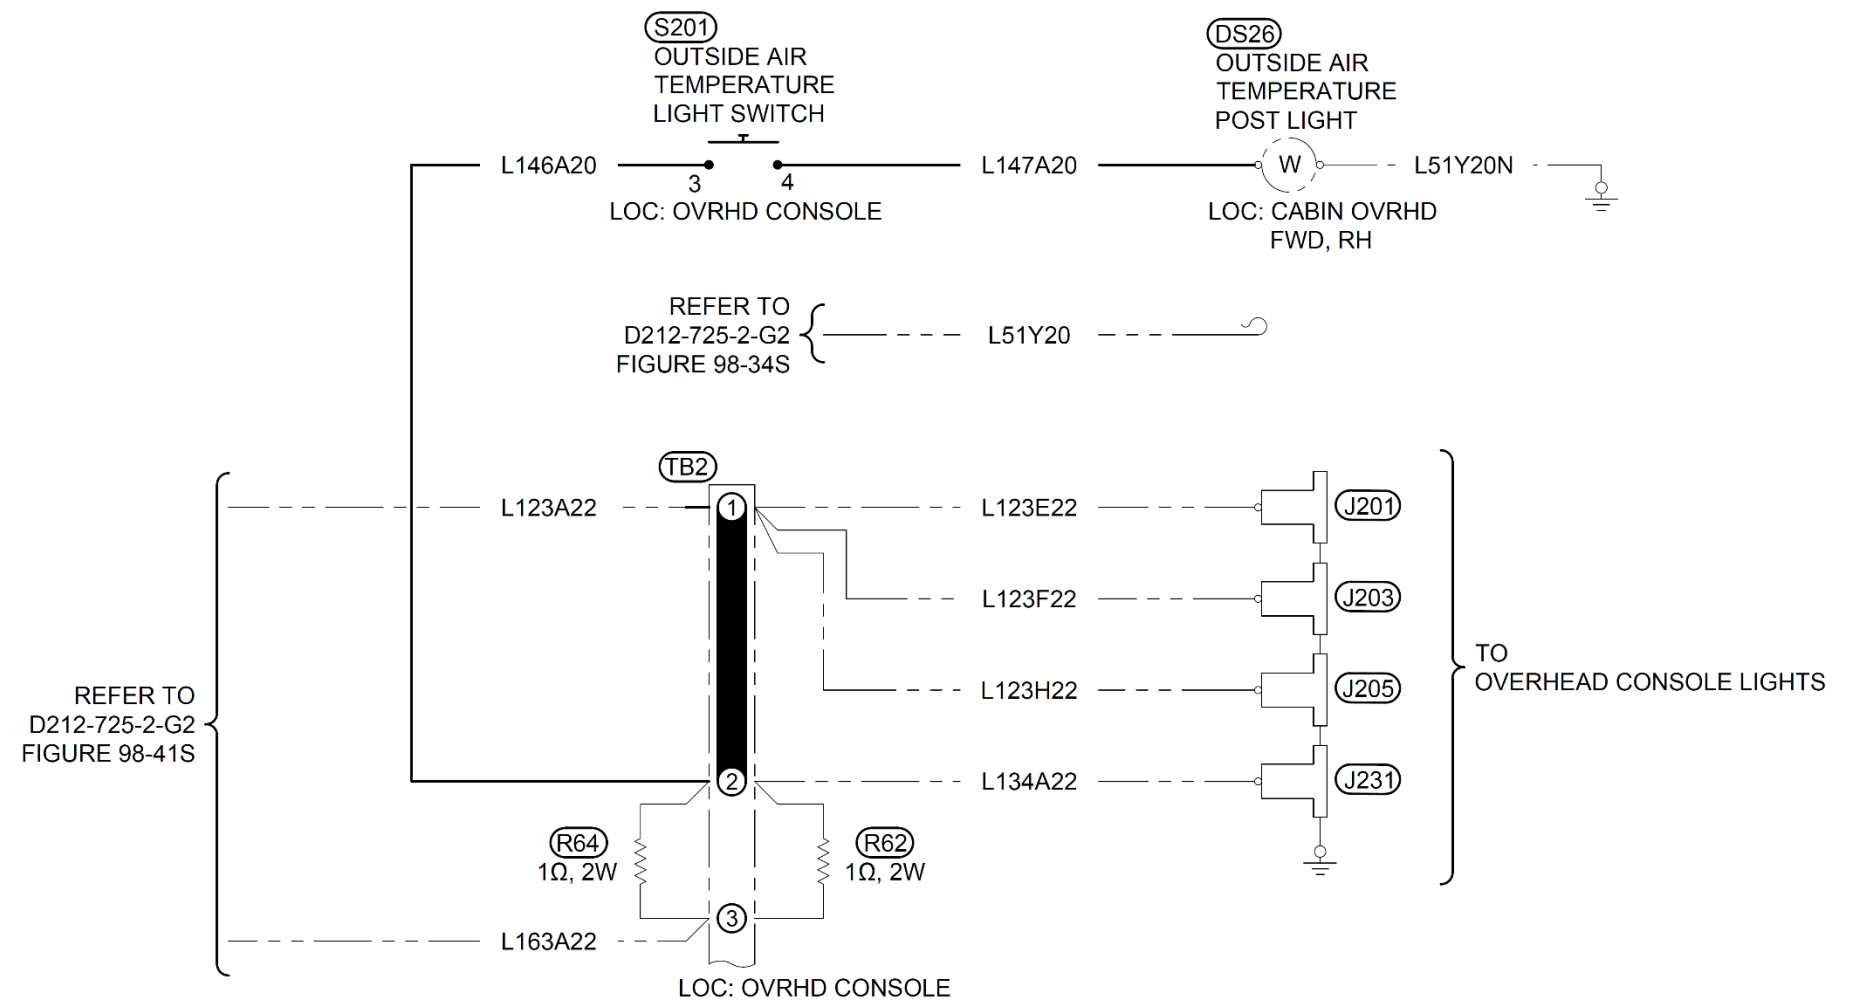 S201
OUTSIDE AIR
TEMPERATURE
LIGHT SWITCH
DS26
OUTSIDE AIR
TEMPERATURE
POST LIGHT
L146A20
3
4
L147A20
W
L51Y20N
LOC: OVRHD CONSOLE
LOC: CABIN OVRHD
FWD, RH
REFER TO
D212-725-2-G2
FIGURE 98-34S
L51Y20
TB2
L123A22
1
L123E22
J201
L123F22
J203
L123H22
J205
TO
OVERHEAD CONSOLE LIGHTS
REFER TO
D212-725-2-G2
FIGURE 98-41S
2
L134A22
J231
R64
1Ω, 2W
R62
1Ω, 2W
3
L163A22
LOC: OVRHD CONSOLE